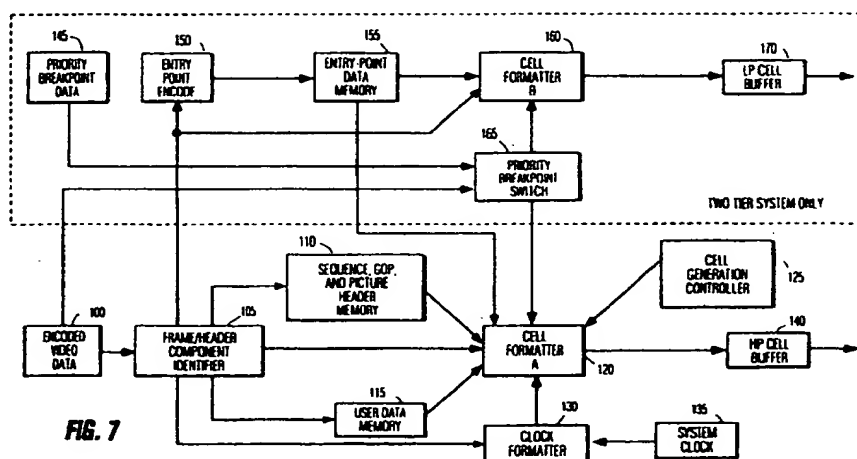 145
PRIORITY
BREAKPOINT
DATA
150
ENTRY
POINT
ENCODE
155
ENTRY-POINT
DATA
MEMORY
160
CELL
FORMATTER
B
170
LP CELL
BUFFER
165
PRIORITY
BREAKPOINT
SWITCH
TWO TIER SYSTEM ONLY
110
SEQUENCE, GOP,
AND PICTURE
HEADER
MEMORY
CELL
GENERATION
CONTROLLER
125
100
ENCODED
VIDEO
DATA
105
FRAME/HEADER
COMPONENT
IDENTIFIER
CELL
FORMATTER
A
120
140
HP CELL
BUFFER
115
USER DATA
MEMORY
130
CLOCK
FORMATTER
135
SYSTEM
CLOCK
FIG. 7